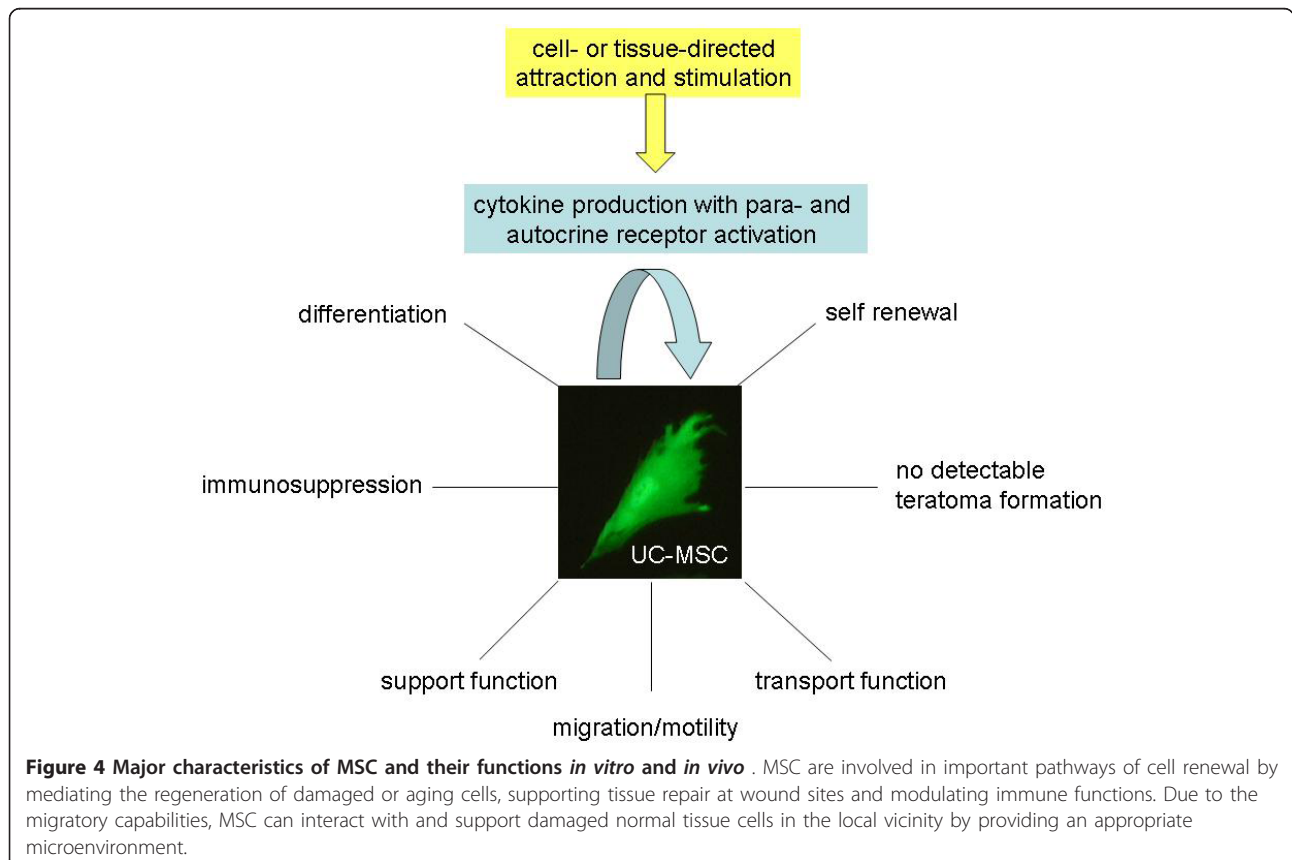 cell- or tissue-directed
attraction and stimulation
cytokine production with para- and
autocrine receptor activation
differentiation
self renewal
immunosuppression
no detectable
teratoma formation
UC-MSC
support function
transport function
migration/motility
Figure 4 Major characteristics of MSC and their functions in vitro and in vivo . MSC are involved in important pathways of cell renewal by
mediating the regeneration of damaged or aging cells, supporting tissue repair at wound sites and modulating immune functions. Due to the
migratory capabilities, MSC can interact with and support damaged normal tissue cells in the local vicinity by providing an appropriate
microenvironment.